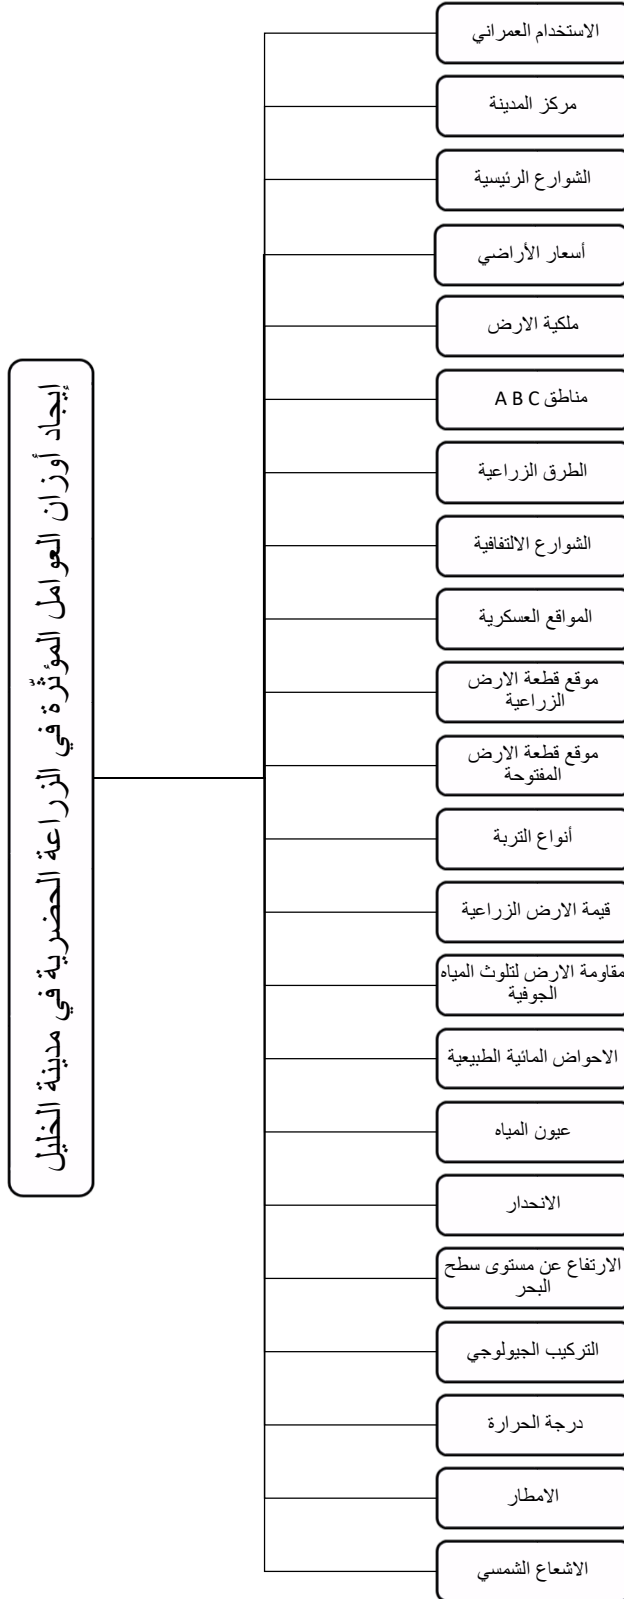 إيجاد أوزان العوامل المؤثّرة في الزراعة الحضرية في مدينة الخليل
الاستخدام العمراني
مركز المدينة
الشوارع الرئيسية
أسعار الأراضي
ملكية الارض
مناطق A B C
الطرق الزراعية
الشوارع الالتفافية
المواقع العسكرية
موقع قطعة الارض
الزراعية
موقع قطعة الارض
المفتوحة
أنواع التربة
قيمة الارض الزراعية
مقاومة الارض لتلوث المياه
الجوفية
الاحواض المائية الطبيعية
عيون المياه
الانحدار
الارتفاع عن مستوى سطح
البحر
التركيب الجيولوجي
درجة الحرارة
الامطار
الاشعاع الشمسي